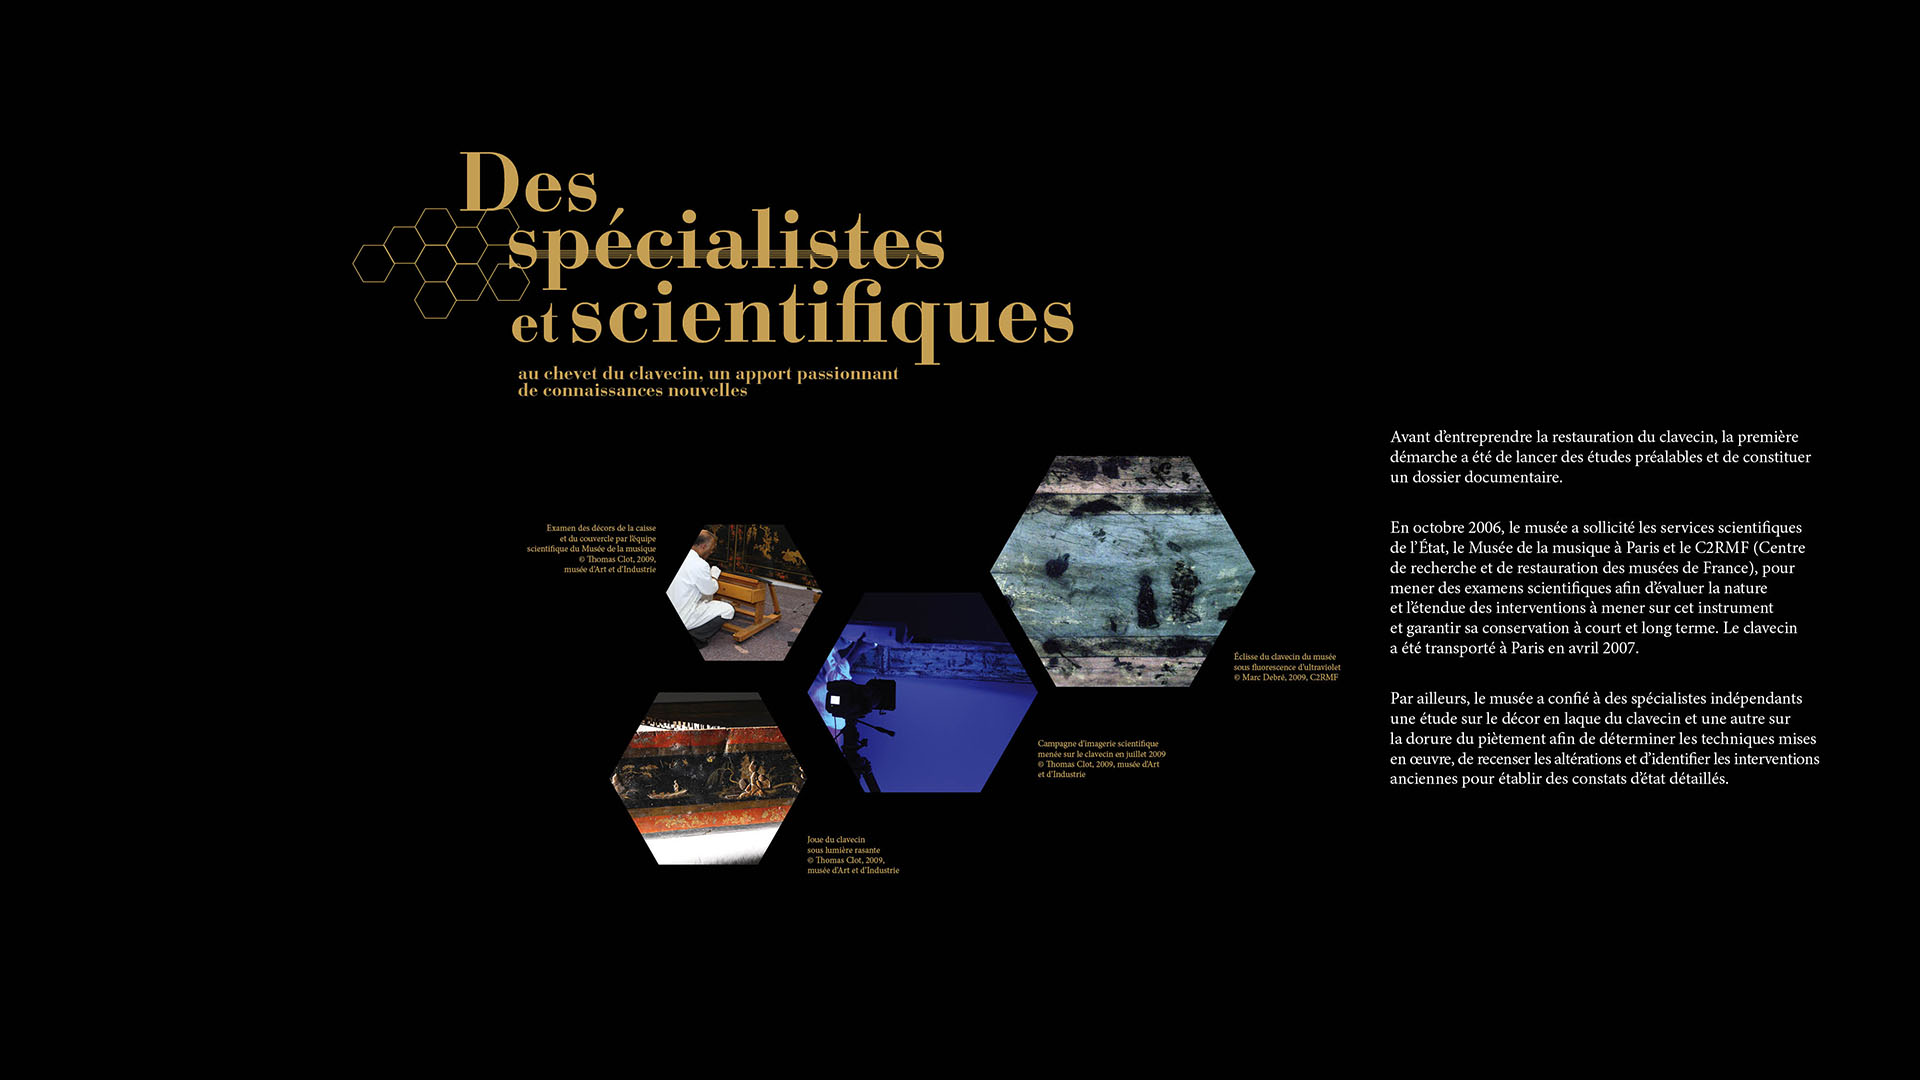 Des
spécialistes
et scientifiques
au chevet du clavecin, un apport passionnant
de connaissances nouvelles
Examen des décors de la caisse
et du couvercle par l'équipe
scientifique du Musée de la musique
© Thomas Clot, 2009,
musée d'Art et d'Industrie
Joue du clavecin
sous lumière rasante
© Thomas Clot, 2009,
musée d'Art et d'Industrie
Campagne d'imagerie scientifique
menée sur le clavecin en juillet 2009
© Thomas Clot, 2009, musée d'Art
et d'Industrie
Éclisse du clavecin du musée
sous fluorescence d'ultraviolet
© Marc Debré, 2009, C2RMF
Avant d'entreprendre la restauration du clavecin, la première
démarche a été de lancer des études préalables et de constituer
un dossier documentaire.
En octobre 2006, le musée a sollicité les services scientifiques
de l'État, le Musée de la musique à Paris et le C2RMF (Centre
de recherche et de restauration des musées de France), pour
mener des examens scientifiques afin d'évaluer la nature
et l'étendue des interventions à mener sur cet instrument
et garantir sa conservation à court et long terme. Le clavecin
a été transporté à Paris en avril 2007.
Par ailleurs, le musée a confié à des spécialistes indépendants
une étude sur le décor en laque du clavecin et une autre sur
la dorure du piètement afin de déterminer les techniques mises
en œuvre, de recenser les altérations et d'identifier les interventions
anciennes pour établir des constats d'état détaillés.